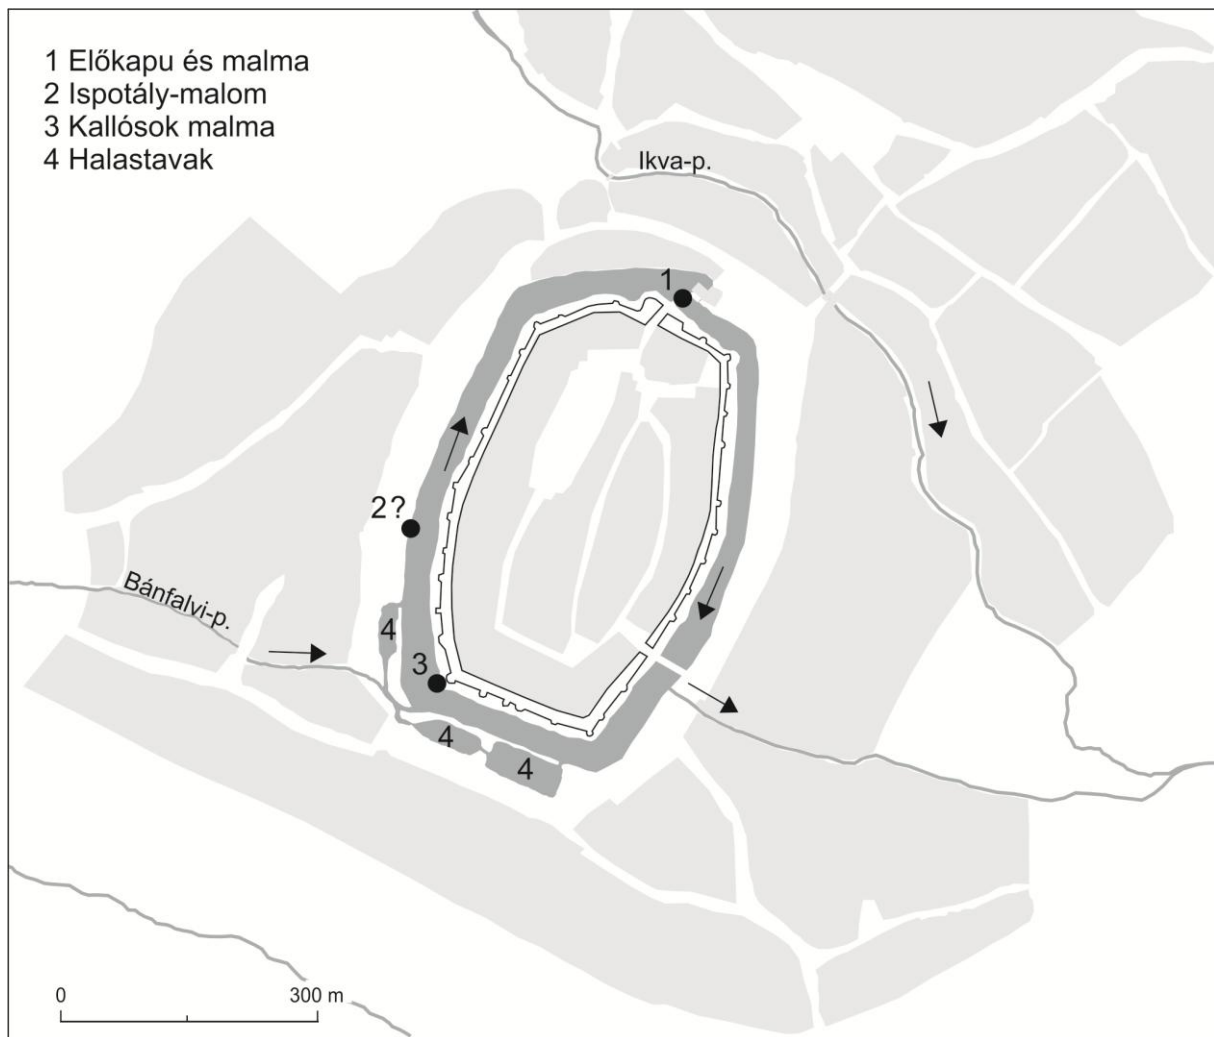 1 Előkapu és malma
2 Ispotály-malom
3 Kallósok malma
4 Halastavak
Ikva-p.
1
2?
Bánfalvi-p.
4
3
4
4
0 300 m